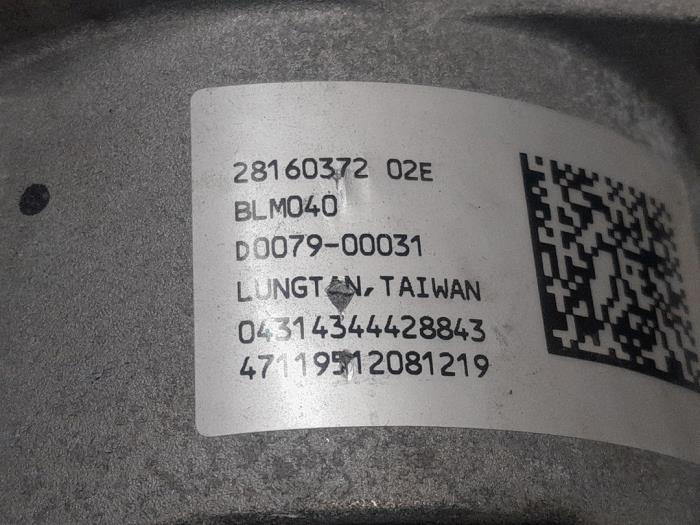 28160372 02E
BLM040
D0079-00031
LUNGTAN, TAIWAN
04314344428843
47119512081219